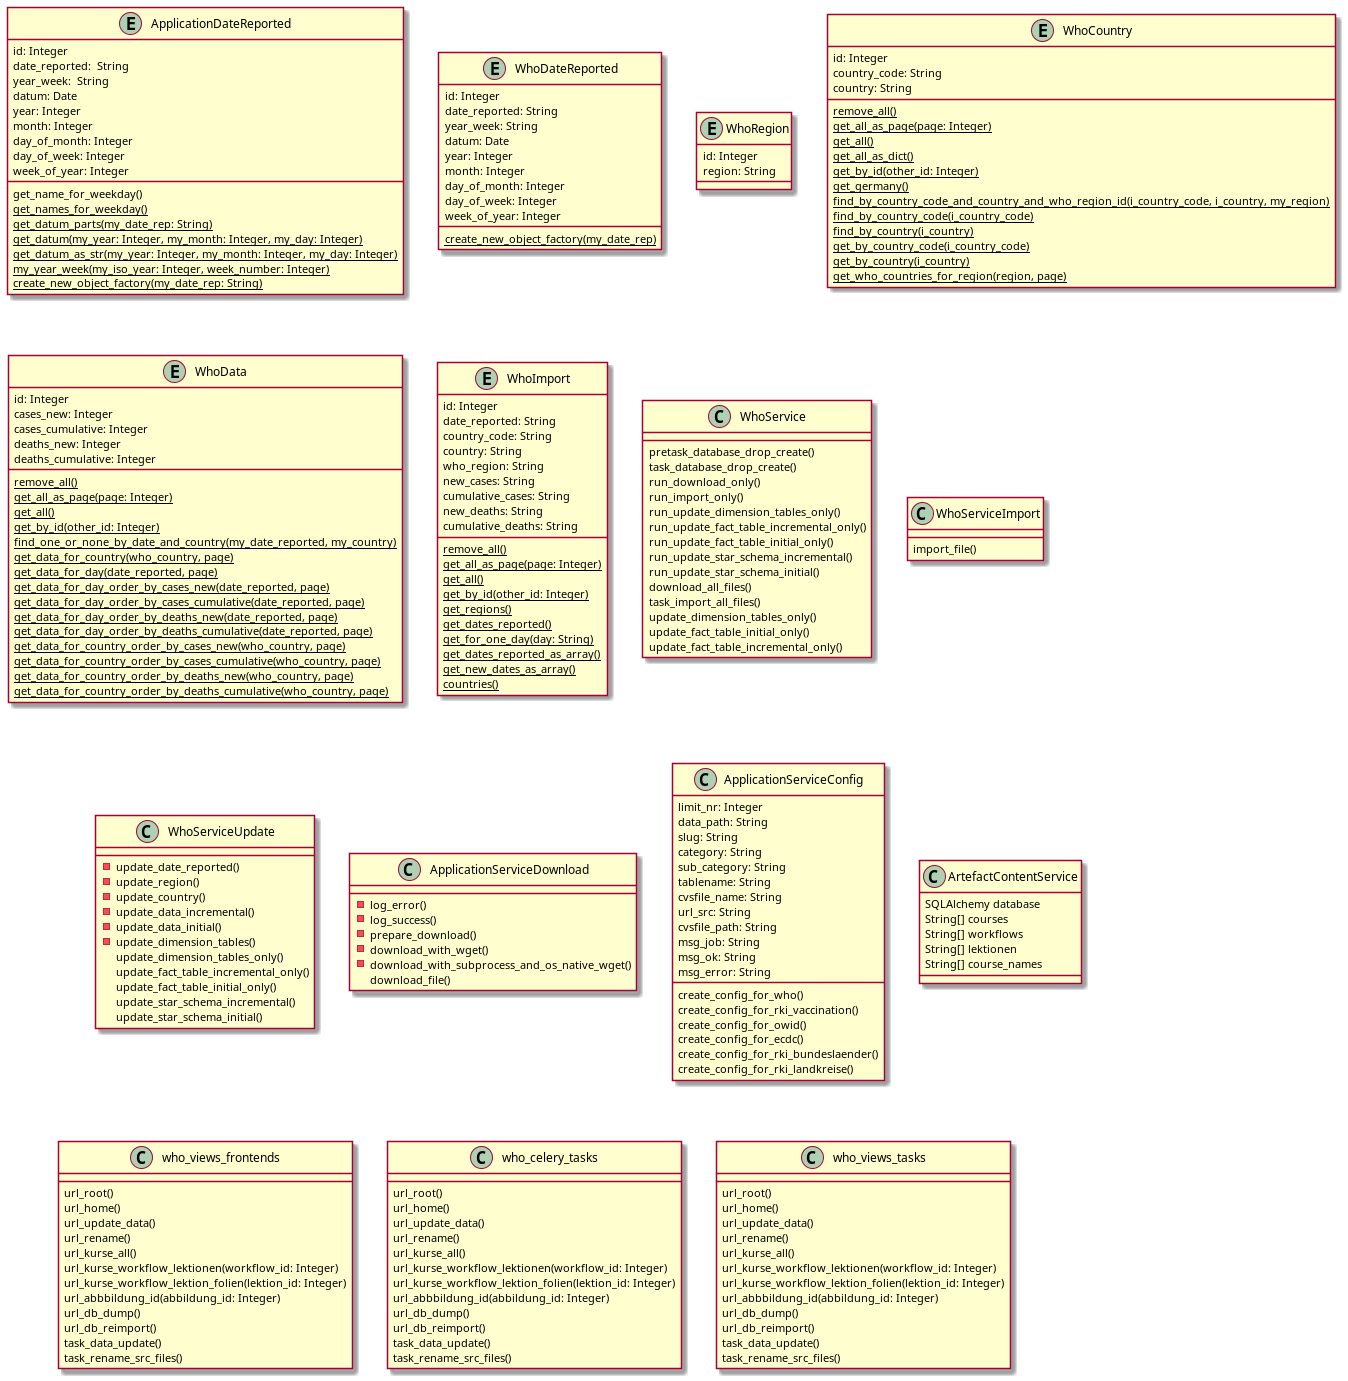 E ApplicationDateReported
id: Integer
date_reported:  String
year_week:  String
datum: Date
year: Integer
month: Integer
day_of_month: Integer
day_of_week: Integer
week_of_year: Integer
get_name_for_weekday()
get_names_for_weekday()
get_datum_parts(my_date_rep: String)
get_datum(my_year: Integer, my_month: Integer, my_day: Integer)
get_datum_as_str(my_year: Integer, my_month: Integer, my_day: Integer)
my_year_week(my_iso_year: Integer, week_number: Integer)
create_new_object_factory(my_date_rep: String)
E WhoDateReported
id: Integer
date_reported: String
year_week: String
datum: Date
year: Integer
month: Integer
day_of_month: Integer
day_of_week: Integer
week_of_year: Integer
create_new_object_factory(my_date_rep)
E WhoRegion
id: Integer
region: String
E WhoCountry
id: Integer
country_code: String
country: String
remove_all()
get_all_as_page(page: Integer)
get_all()
get_all_as_dict()
get_by_id(other_id: Integer)
get_germany()
find_by_country_code_and_country_and_who_region_id(i_country_code, i_country, my_region)
find_by_country_code(i_country_code)
find_by_country(i_country)
get_by_country_code(i_country_code)
get_by_country(i_country)
get_who_countries_for_region(region, page)
E WhoData
id: Integer
cases_new: Integer
cases_cumulative: Integer
deaths_new: Integer
deaths_cumulative: Integer
remove_all()
get_all_as_page(page: Integer)
get_all()
get_by_id(other_id: Integer)
find_one_or_none_by_date_and_country(my_date_reported, my_country)
get_data_for_country(who_country, page)
get_data_for_day(date_reported, page)
get_data_for_day_order_by_cases_new(date_reported, page)
get_data_for_day_order_by_cases_cumulative(date_reported, page)
get_data_for_day_order_by_deaths_new(date_reported, page)
get_data_for_day_order_by_deaths_cumulative(date_reported, page)
get_data_for_country_order_by_cases_new(who_country, page)
get_data_for_country_order_by_cases_cumulative(who_country, page)
get_data_for_country_order_by_deaths_new(who_country, page)
get_data_for_country_order_by_deaths_cumulative(who_country, page)
E WhoImport
id: Integer
date_reported: String
country_code: String
country: String
who_region: String
new_cases: String
cumulative_cases: String
new_deaths: String
cumulative_deaths: String
remove_all()
get_all_as_page(page: Integer)
get_all()
get_by_id(other_id: Integer)
get_regions()
get_dates_reported()
get_for_one_day(day: String)
get_dates_reported_as_array()
get_new_dates_as_array()
countries()
C WhoService
pretask_database_drop_create()
task_database_drop_create()
run_download_only()
run_import_only()
run_update_dimension_tables_only()
run_update_fact_table_incremental_only()
run_update_fact_table_initial_only()
run_update_star_schema_incremental()
run_update_star_schema_initial()
download_all_files()
task_import_all_files()
update_dimension_tables_only()
update_fact_table_initial_only()
update_fact_table_incremental_only()
C WhoServiceImport
import_file()
C WhoServiceUpdate
update_date_reported()
update_region()
update_country()
update_data_incremental()
update_data_initial()
update_dimension_tables()
update_dimension_tables_only()
update_fact_table_incremental_only()
update_fact_table_initial_only()
update_star_schema_incremental()
update_star_schema_initial()
C ApplicationServiceDownload
log_error()
log_success()
prepare_download()
download_with_wget()
download_with_subprocess_and_os_native_wget()
download_file()
C ApplicationServiceConfig
limit_nr: Integer
data_path: String
slug: String
category: String
sub_category: String
tablename: String
cvsfile_name: String
url_src: String
cvsfile_path: String
msg_job: String
msg_ok: String
msg_error: String
create_config_for_who()
create_config_for_rki_vaccination()
create_config_for_owid()
create_config_for_ecdc()
create_config_for_rki_bundeslaender()
create_config_for_rki_landkreise()
C ArtefactContentService
SQLAlchemy database
String[] courses
String[] workflows
String[] lektionen
String[] course_names
C who_views_frontends
url_root()
url_home()
url_update_data()
url_rename()
url_kurse_all()
url_kurse_workflow_lektionen(workflow_id: Integer)
url_kurse_workflow_lektion_folien(lektion_id: Integer)
url_abbbildung_id(abbildung_id: Integer)
url_db_dump()
url_db_reimport()
task_data_update()
task_rename_src_files()
C who_celery_tasks
url_root()
url_home()
url_update_data()
url_rename()
url_kurse_all()
url_kurse_workflow_lektionen(workflow_id: Integer)
url_kurse_workflow_lektion_folien(lektion_id: Integer)
url_abbbildung_id(abbildung_id: Integer)
url_db_dump()
url_db_reimport()
task_data_update()
task_rename_src_files()
C who_views_tasks
url_root()
url_home()
url_update_data()
url_rename()
url_kurse_all()
url_kurse_workflow_lektionen(workflow_id: Integer)
url_kurse_workflow_lektion_folien(lektion_id: Integer)
url_abbbildung_id(abbildung_id: Integer)
url_db_dump()
url_db_reimport()
task_data_update()
task_rename_src_files()